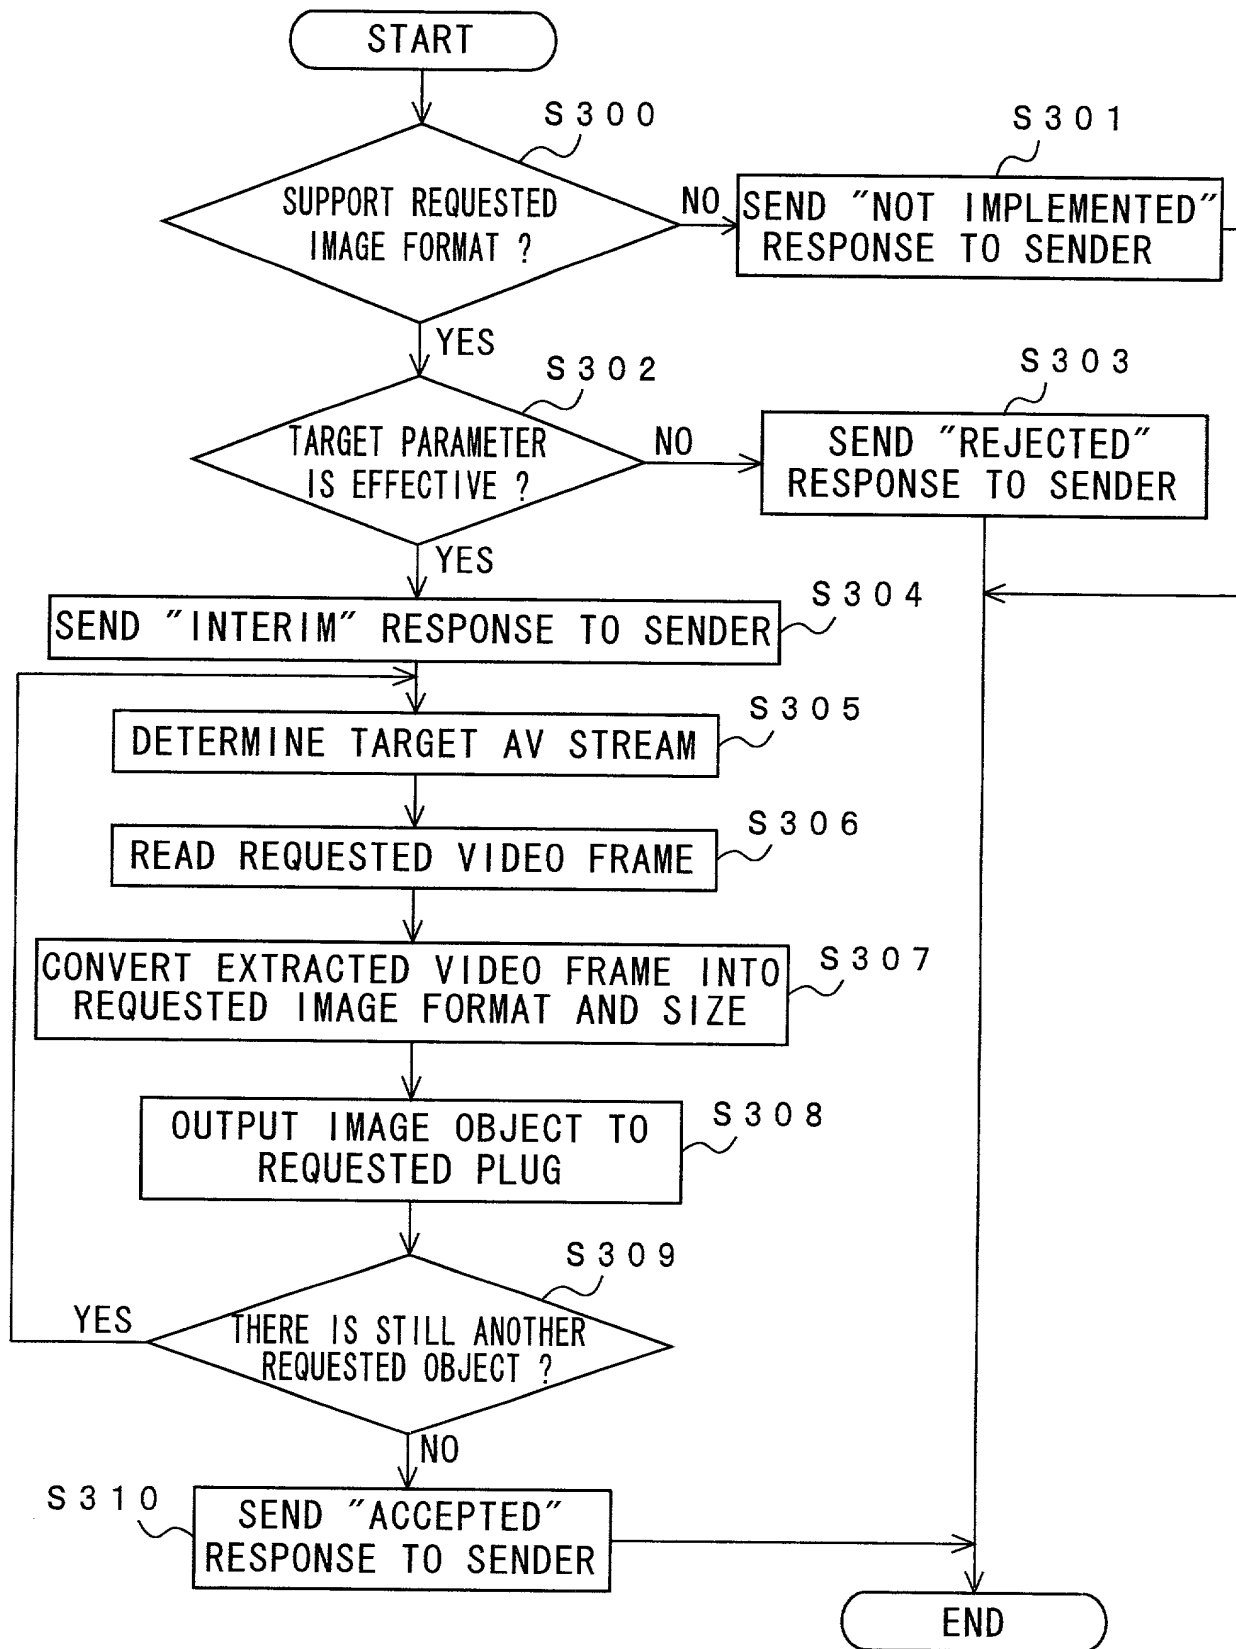 START
S300
SUPPORT REQUESTED
IMAGE FORMAT ?
NO
YES
S301
SEND "NOT IMPLEMENTED"
RESPONSE TO SENDER
S302
TARGET PARAMETER
IS EFFECTIVE ?
NO
YES
S303
SEND "REJECTED"
RESPONSE TO SENDER
S304
SEND "INTERIM" RESPONSE TO SENDER
S305
DETERMINE TARGET AV STREAM
S306
READ REQUESTED VIDEO FRAME
S307
CONVERT EXTRACTED VIDEO FRAME INTO
REQUESTED IMAGE FORMAT AND SIZE
S308
OUTPUT IMAGE OBJECT TO
REQUESTED PLUG
S309
YES
THERE IS STILL ANOTHER
REQUESTED OBJECT ?
NO
S310
SEND "ACCEPTED"
RESPONSE TO SENDER
END